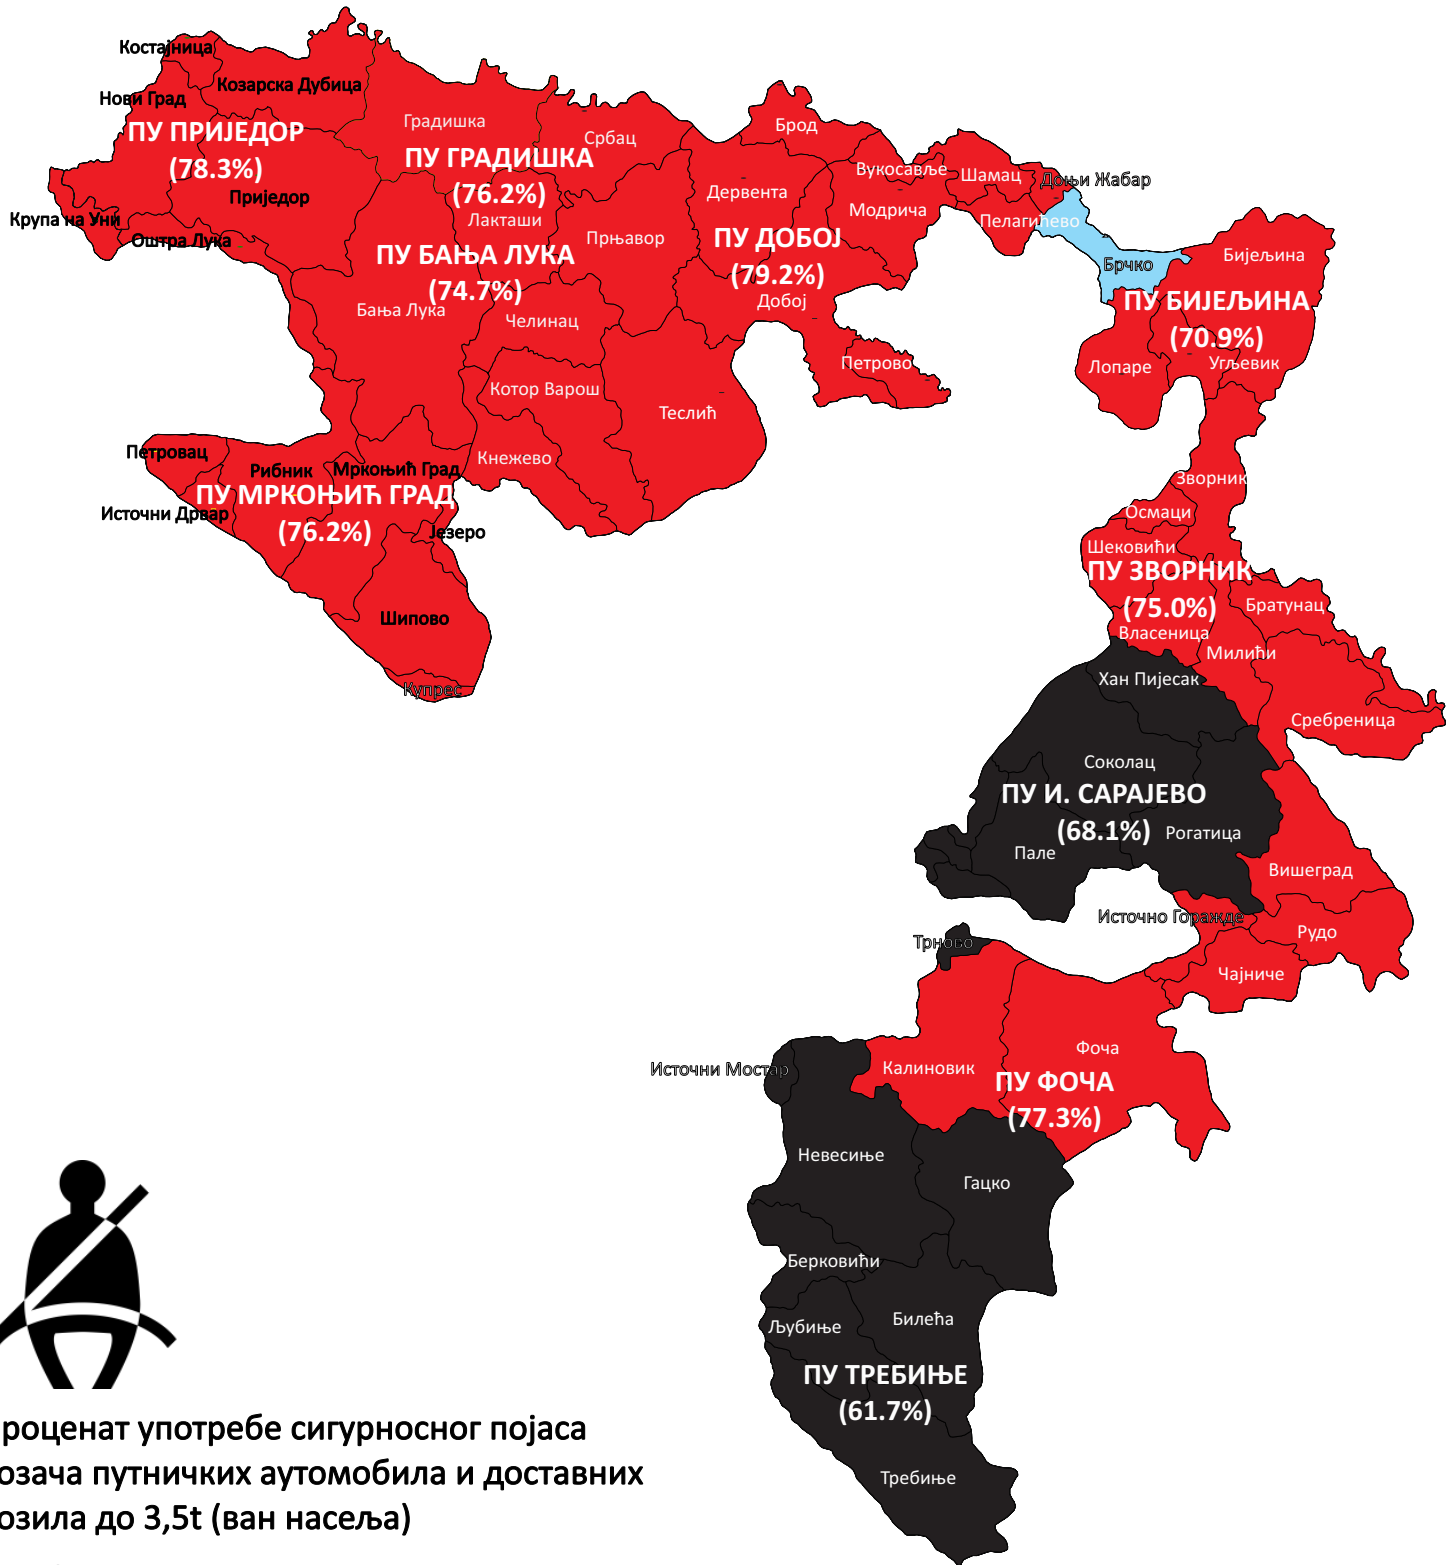 Костајница
Козарска Дубица
Нови Град
ПУ ПРИЈЕДОР
(78.3%)
Приједор
Крупа на Уни
Оштра Лука
Градишка
Србац
ПУ ГРАДИШКА
(76.2%)
Лакташи
Прњавор
ПУ БАЊА ЛУКА
(74.7%)
Бања Лука
Челинац
Котор Варош
Кнежево
Теслић
Брод
Вукосавље
Шамац
Доњи Жабар
Дервента
Модрича
Пелагићево
ПУ ДОБОЈ
(79.2%)
Добој
Петрово
Брчко
Бијељина
ПУ БИЈЕЉИНА
(70.9%)
Лопаре
Угљевик
Петровац
Рибник
Мркоњић Град
ПУ МРКОЊИЋ ГРАД
(76.2%)
Источни Дрвар
Језеро
Шипово
Купрес
Зворник
Осмаци
Шековићи
ПУ ЗВОРНИК
(75.0%)
Братунац
Власеница
Милићи
Сребреница
Хан Пијесак
Соколац
ПУ И. САРАЈЕВО
(68.1%)
Рогатица
Пале
Вишеград
Источно Горажде
Рудо
Трново
Чајниче
Фоча
Калиновик
ПУ ФОЧА
(77.3%)
Источни Мостар
Невесиње
Гацко
Берковићи
Љубиње
Билећа
ПУ ТРЕБИЊЕ
(61.7%)
Требиње
роценат употребе сигурносног појаса
озача путничких аутомобила и доставних
озила до 3,5t (ван насеља)